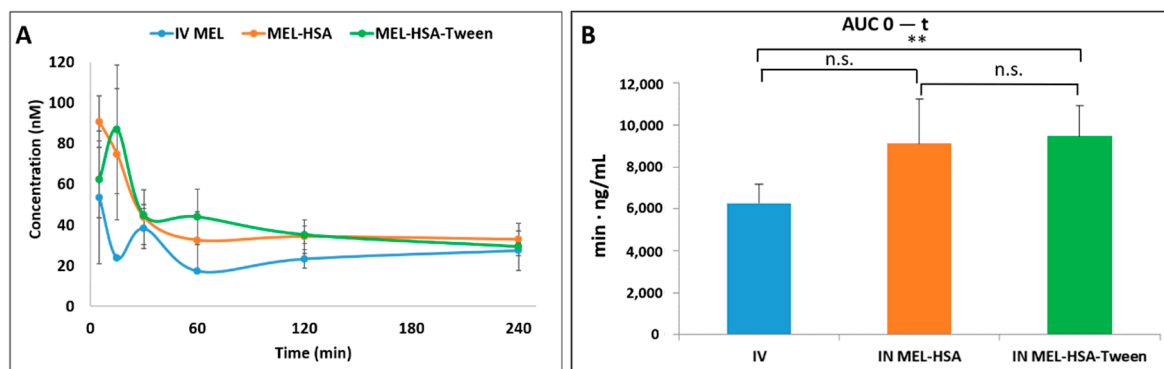 A
IV MEL MEL-HSA MEL-HSA-Tween
120
100
80
60
40
20
0
Concentration (nM)
0 60 120 180 240
Time (min)
B
AUC 0 — t
**
n.s. n.s.
12,000
10,000
8,000
6,000
4,000
2,000
0
min · ng/mL
IV IN MEL-HSA IN MEL-HSA-Tween